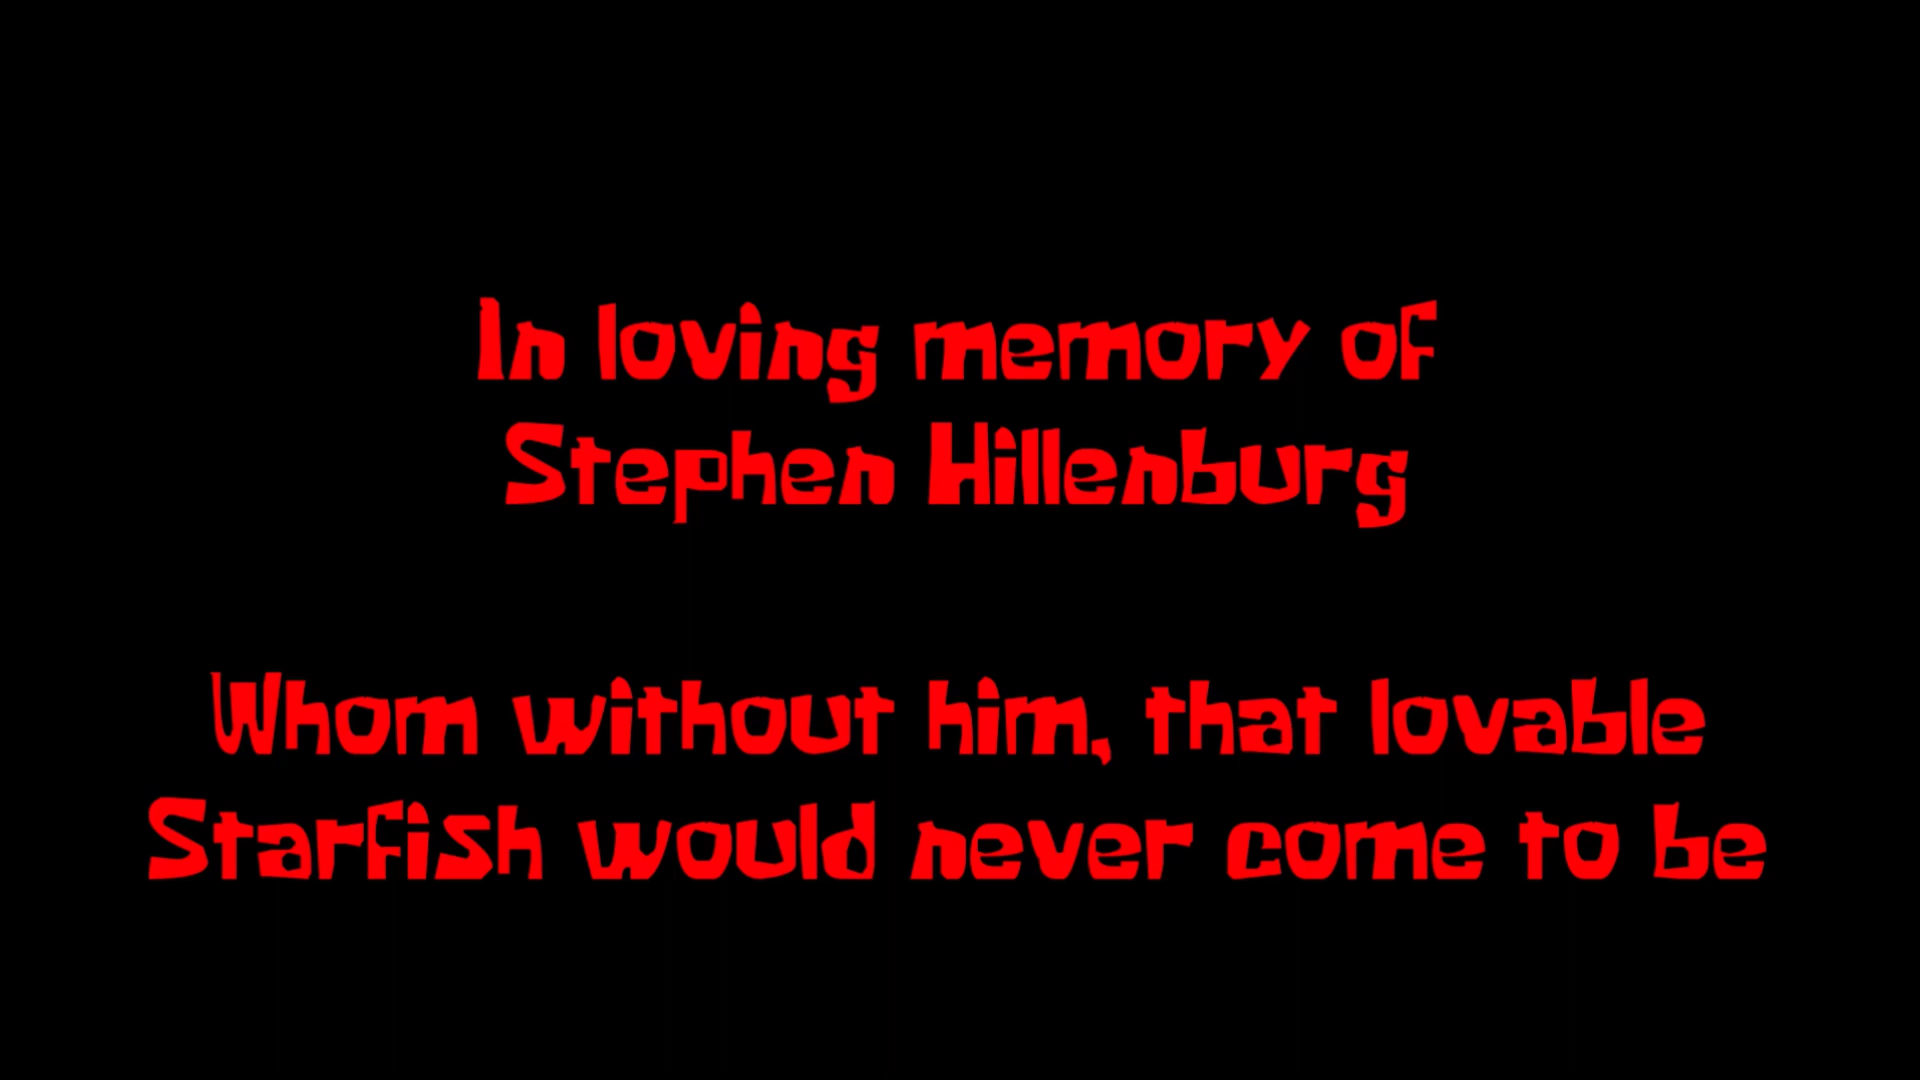 In loving memory of
Stephen Hillenburg
Whom without him, that lovable
Starfish would never come to be